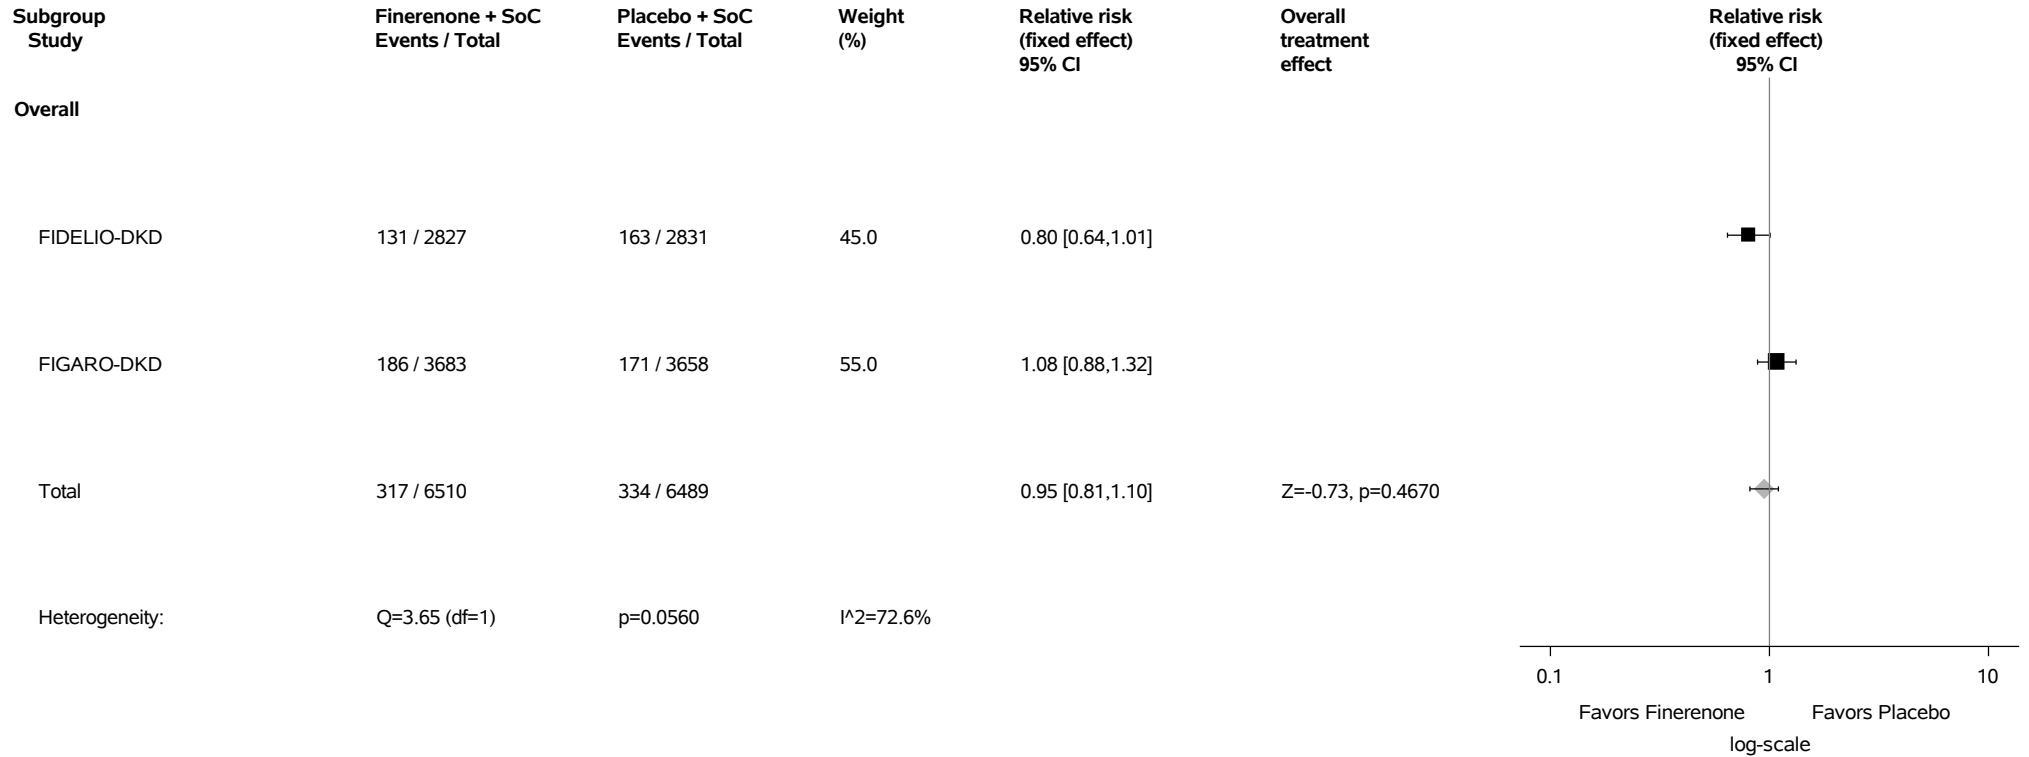 Subgroup Finerenone + SoC Placebo + SoC Weight Relative risk Overall Relative risk
Study Events / Total Events / Total (%) (fixed effect) treatment (fixed effect)
95% CI effect 95% CI
Overall
FIDELIO-DKD 131 / 2827 163 / 2831 45.0 0.80 [0.64,1.01]
FIGARO-DKD 186 / 3683 171 / 3658 55.0 1.08 [0.88,1.32]
Total 317 / 6510 334 / 6489 0.95 [0.81,1.10] Z=-0.73, p=0.4670
Heterogeneity: Q=3.65 (df=1) p=0.0560 I^2=72.6%
0.1 1 10
Favors Finerenone Favors Placebo
log-scale